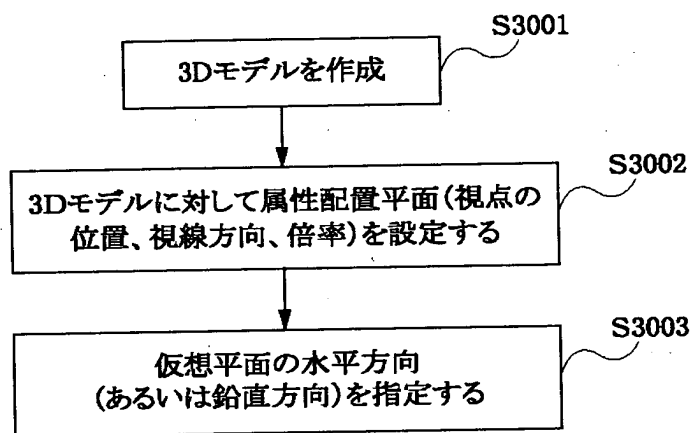 S3001
3Dモデルを作成
S3002
3Dモデルに対して属性配置平面(視点の
位置、視線方向、倍率)を設定する
S3003
仮想平面の水平方向
(あるいは鉛直方向)を指定する